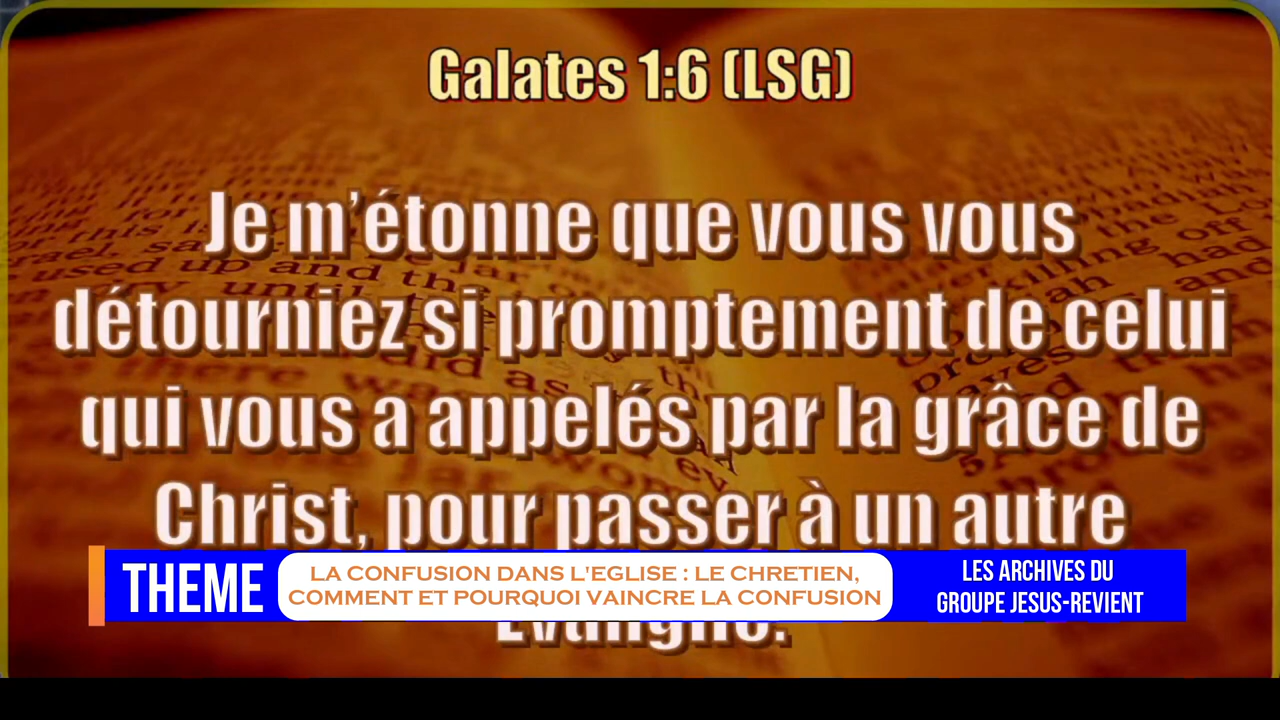 Galates 1:6 (LSG)
Je m'étonne que vous vous
détourniez si promptement de celui
qui vous a appelés par la grâce de
Christ, pour passer à un autre
Évangile.
THEME
LA CONFUSION DANS L'EGLISE : LE CHRETIEN,
COMMENT ET POURQUOI VAINCRE LA CONFUSION
LES ARCHIVES DU
GROUPE JESUS-REVIENT